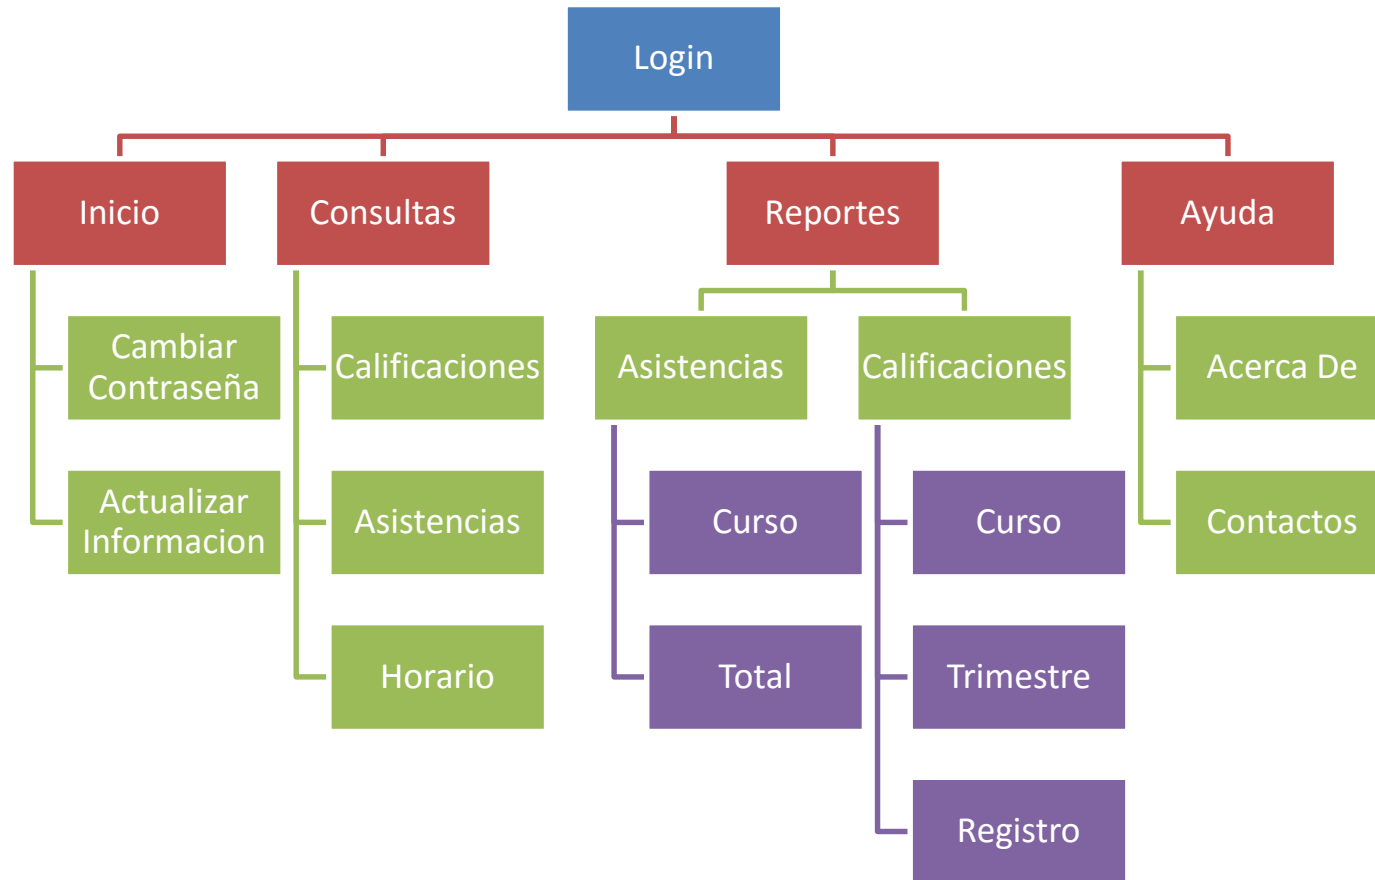 Login
Inicio
Consultas
Reportes
Ayuda
Cambiar
Contraseña
Calificaciones
Asistencias
Calificaciones
Acerca De
Actualizar
Informacion
Asistencias
Curso
Curso
Contactos
Horario
Total
Trimestre
Registro